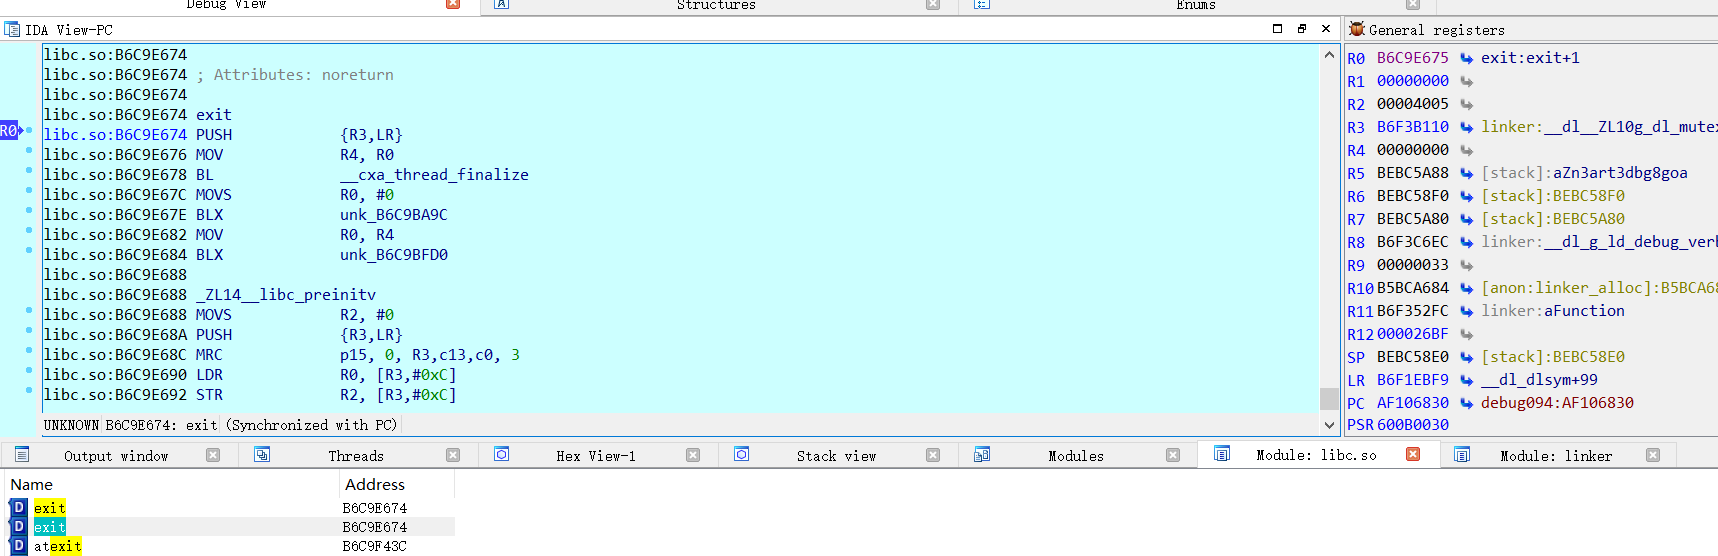 Debug View Structures Enums
IDA View-PC
General registers
libc.so:B6C9E674
libc.so:B6C9E674 ; Attributes: noreturn
libc.so:B6C9E674
libc.so:B6C9E674 exit
R0 libc.so:B6C9E674 PUSH {R3,LR}
libc.so:B6C9E676 MOV R4, R0
libc.so:B6C9E678 BL __cxa_thread_finalize
libc.so:B6C9E67C MOVS R0, #0
libc.so:B6C9E67E BLX unk_B6C9BA9C
libc.so:B6C9E682 MOV R0, R4
libc.so:B6C9E684 BLX unk_B6C9BFD0
libc.so:B6C9E688
libc.so:B6C9E688 _ZL14__libc_preinitv
libc.so:B6C9E688 MOVS R2, #0
libc.so:B6C9E68A PUSH {R3,LR}
libc.so:B6C9E68C MRC p15, 0, R3,c13,c0, 3
libc.so:B6C9E690 LDR R0, [R3,#0xC]
libc.so:B6C9E692 STR R2, [R3,#0xC]
UNKNOWN B6C9E674: exit (Synchronized with PC)
R0 B6C9E675 exit:exit+1
R1 00000000
R2 00004005
R3 B6F3B110 linker:__dl__ZL10g_dl_mutex
R4 00000000
R5 BEBC5A88 [stack]:aZn3art3dbg8goa
R6 BEBC58F0 [stack]:BEBC58F0
R7 BEBC5A80 [stack]:BEBC5A80
R8 B6F3C6EC linker:__dl_g_ld_debug_verb
R9 00000033
R10 B5BCA684 [anon:linker_alloc]:B5BCA68
R11 B6F352FC linker:aFunction
R12 000026BF
SP BEBC58E0 [stack]:BEBC58E0
LR B6F1EBF9 __dl_dlsym+99
PC AF106830 debug094:AF106830
PSR 600B0030
Output window Threads Hex View-1 Stack view Modules Module: libc.so Module: linker
Name Address
D exit B6C9E674
D exit B6C9E674
D atexit B6C9F43C